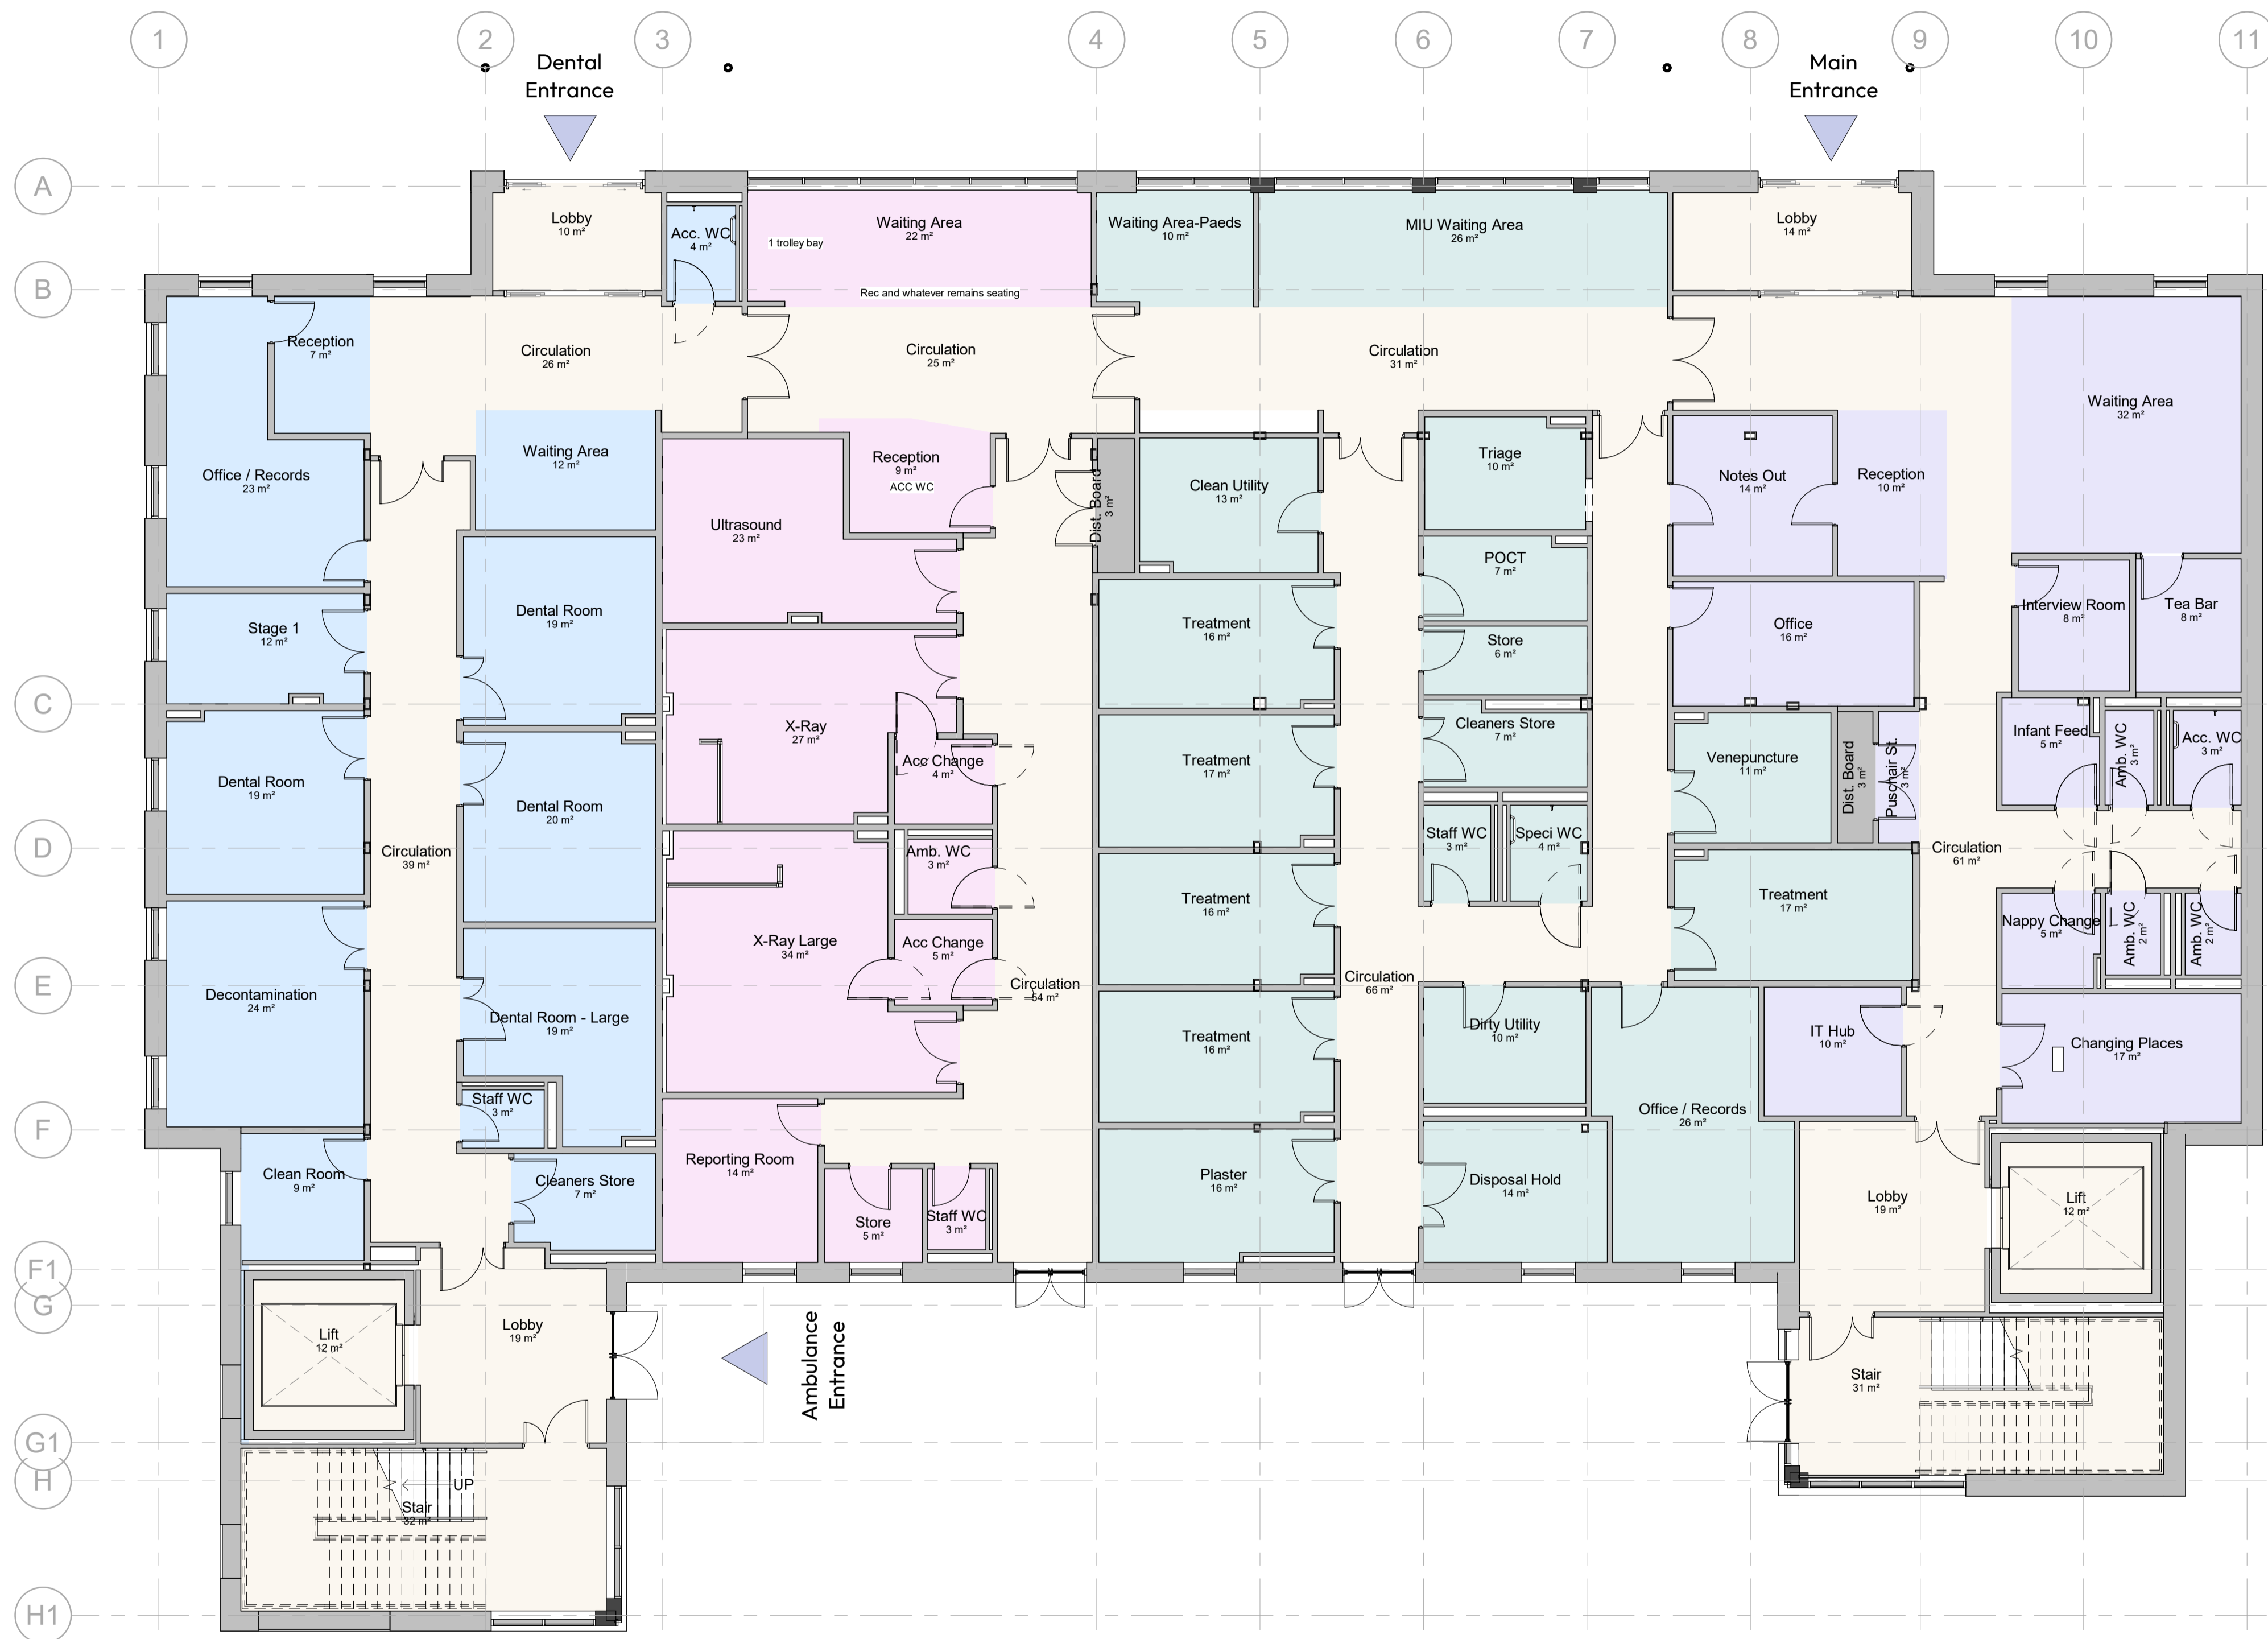 1
2
3
4
5
6
7
8
9
10
11
Dental
Entrance
Main
Entrance
A
B
C
D
E
F
F1
G
G1
H
H1
Lobby
10 m²
Acc. WC
4 m²
1 trolley bay
Waiting Area
22 m²
Rec and whatever remains seating
Waiting Area-Paeds
10 m²
MIU Waiting Area
26 m²
Lobby
14 m²
Reception
7 m²
Circulation
26 m²
Circulation
25 m²
Circulation
31 m²
Waiting Area
32 m²
Office / Records
23 m²
Waiting Area
12 m²
Reception
9 m²
ACC WC
Ultrasound
23 m²
Dist. Board
3 m²
Clean Utility
13 m²
Triage
10 m²
Notes Out
14 m²
Reception
10 m²
POCT
7 m²
Stage 1
12 m²
Dental Room
19 m²
Treatment
16 m²
Store
6 m²
Office
16 m²
Interview Room
8 m²
Tea Bar
8 m²
X-Ray
27 m²
Acc Change
4 m²
Treatment
17 m²
Cleaners Store
7 m²
Venepuncture
11 m²
Dist. Board
3 m²
Puschair St.
3 m²
Infant Feed
5 m²
Amb. WC
3 m²
Acc. WC
3 m²
Dental Room
19 m²
Dental Room
20 m²
Circulation
39 m²
Amb. WC
3 m²
Staff WC
3 m²
Speci WC
4 m²
Circulation
61 m²
X-Ray Large
34 m²
Acc Change
5 m²
Treatment
16 m²
Treatment
17 m²
Nappy Change
5 m²
Amb. WC
2 m²
Amb. WC
2 m²
Decontamination
24 m²
Dental Room - Large
19 m²
Circulation
54 m²
Treatment
16 m²
Circulation
66 m²
Dirty Utility
10 m²
IT Hub
10 m²
Changing Places
17 m²
Staff WC
3 m²
Office / Records
26 m²
Clean Room
9 m²
Cleaners Store
7 m²
Reporting Room
14 m²
Store
5 m²
Staff WC
3 m²
Plaster
16 m²
Disposal Hold
14 m²
Lobby
19 m²
Lift
12 m²
Lift
12 m²
Lobby
19 m²
Ambulance
Entrance
Stair
31 m²
UP
Stair
32 m²